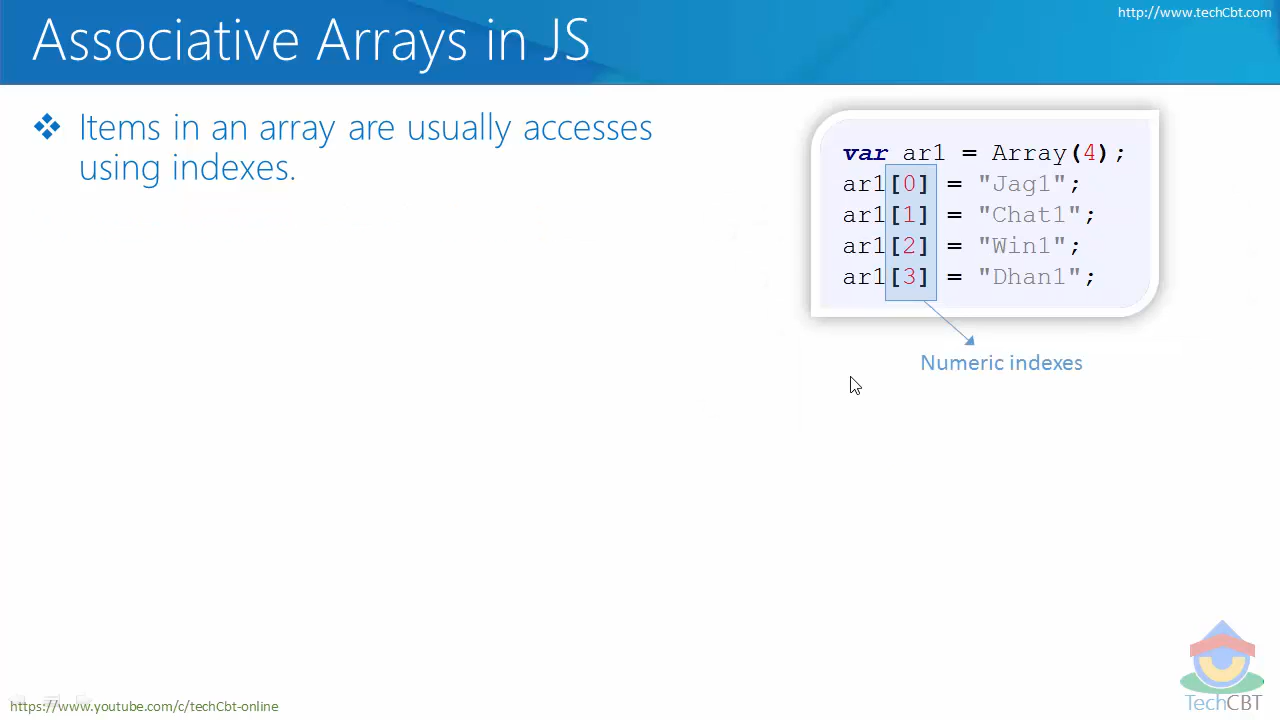 http://www.techCbt.com
Associative Arrays in JS
❖ Items in an array are usually accesses
using indexes.
var ar1 = Array(4);
ar1[0] = "Jag1";
ar1[1] = "Chat1";
ar1[2] = "Win1";
ar1[3] = "Dhan1";
Numeric indexes
https://www.youtube.com/c/techCbt-online
TechCBT